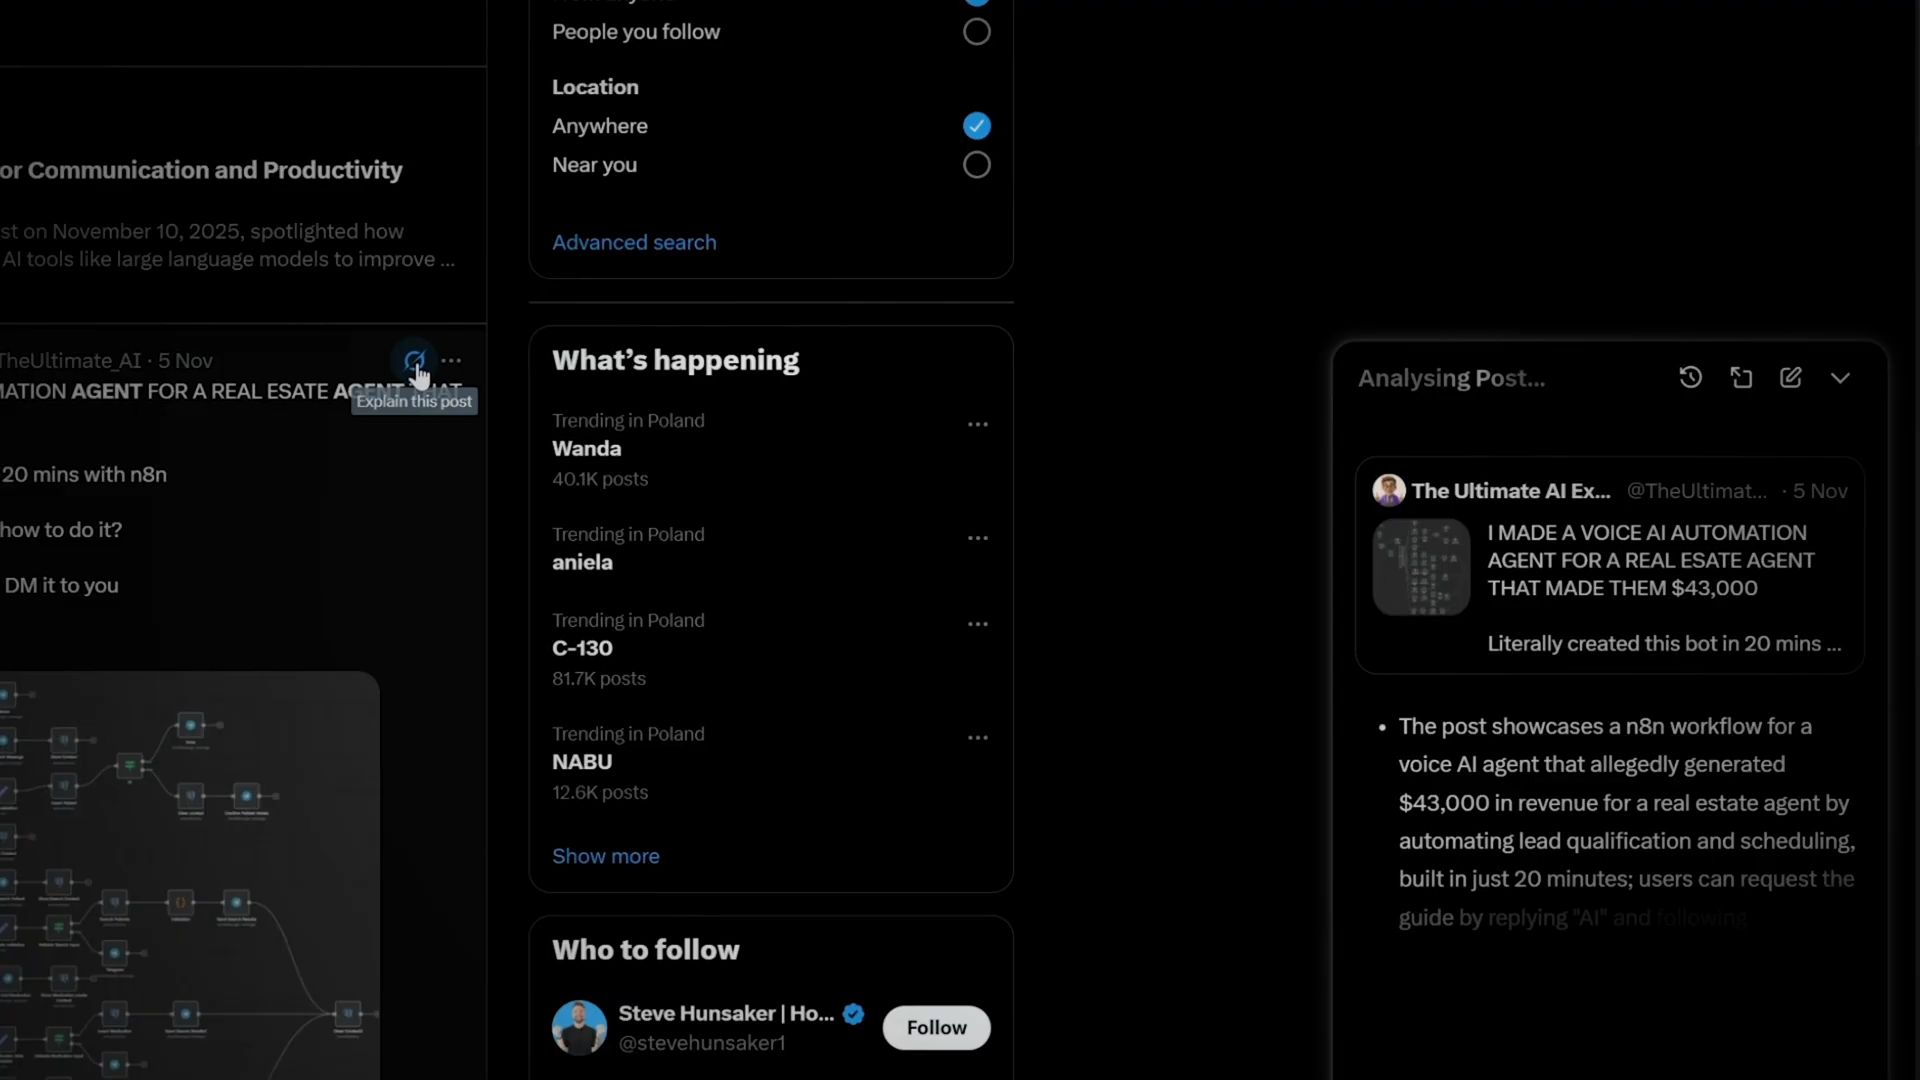 People you follow
Location
Anywhere
Near you
Advanced search
or Communication and Productivity
st on November 10, 2025, spotlighted how
AI tools like large language models to improve ...
TheUltimate_AI · 5 Nov
MATION AGENT FOR A REAL ESATE AGENT THAT
Explain this post
20 mins with n8n
how to do it?
DM it to you
What's happening
Trending in Poland
Wanda
40.1K posts
Trending in Poland
aniela
Trending in Poland
C-130
81.7K posts
Trending in Poland
NABU
12.6K posts
Show more
Who to follow
Steve Hunsaker | Ho...
@stevehunsaker1
Follow
Analysing Post...
The Ultimate AI Ex... @TheUltimat... · 5 Nov
I MADE A VOICE AI AUTOMATION
AGENT FOR A REAL ESATE AGENT
THAT MADE THEM $43,000
Literally created this bot in 20 mins ...
• The post showcases a n8n workflow for a
voice AI agent that allegedly generated
$43,000 in revenue for a real estate agent by
automating lead qualification and scheduling,
built in just 20 minutes; users can request the
guide by replying "AI" and following